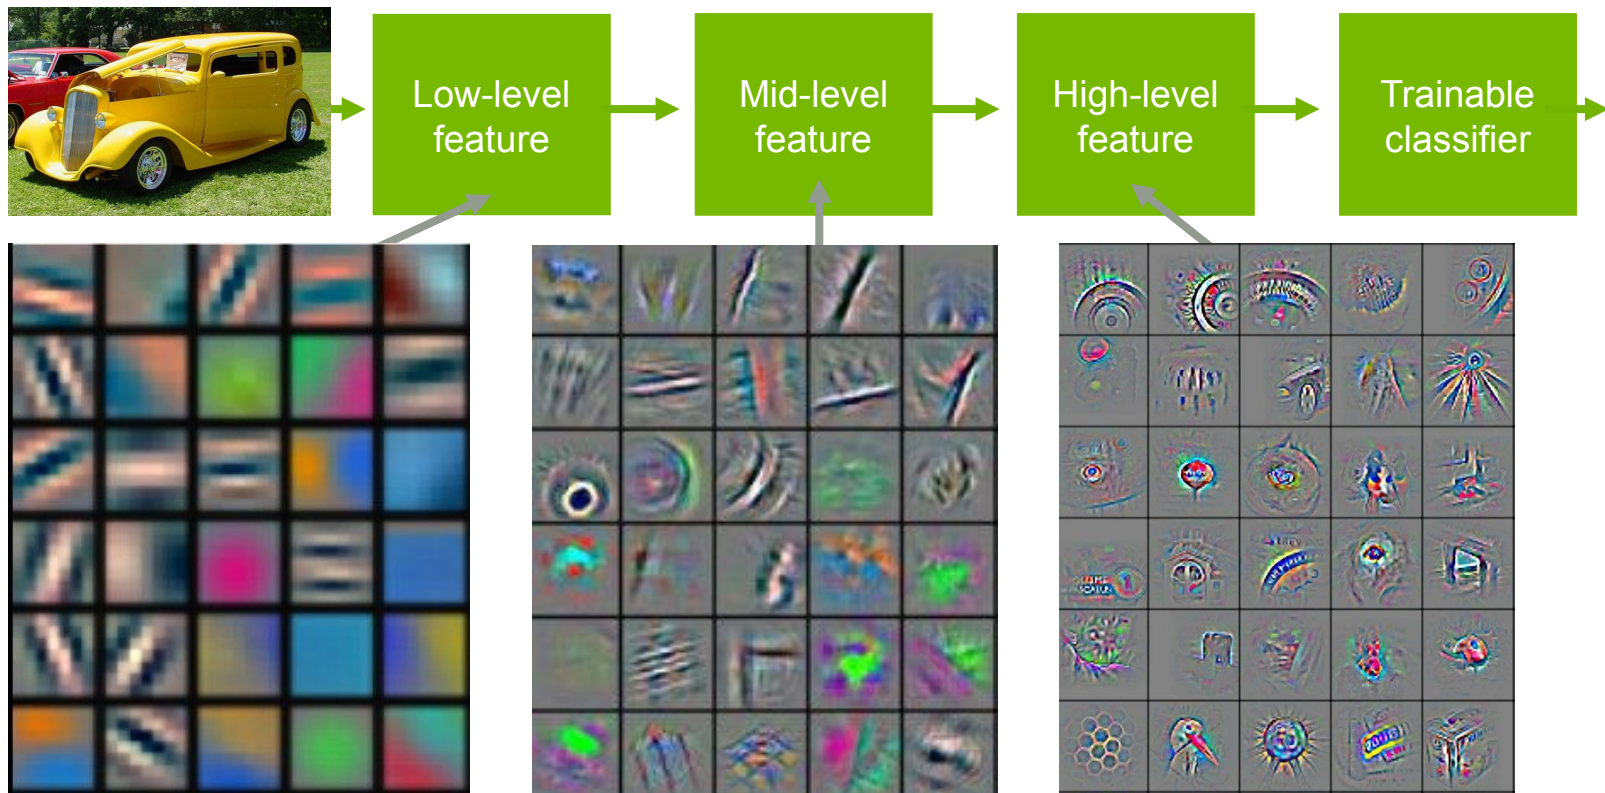 Low-level
feature
Mid-level
feature
High-level
feature
Trainable
classifier